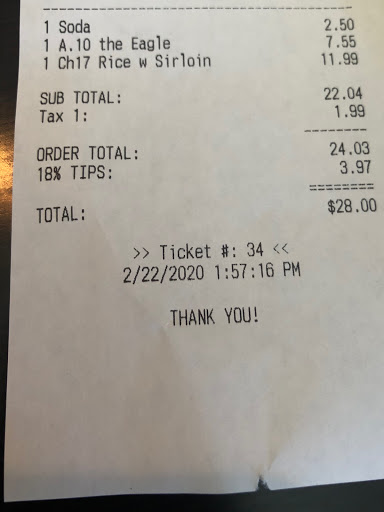 1 Soda 2.50
1 A.10 the Eagle 7.55
1 Ch17 Rice w Sirloin 11.99
SUB TOTAL: 22.04
Tax 1: 1.99
ORDER TOTAL: 24.03
18% TIPS: 3.97
TOTAL: $28.00
>> Ticket #: 34 <<
2/22/2020 1:57:16 PM
THANK YOU!